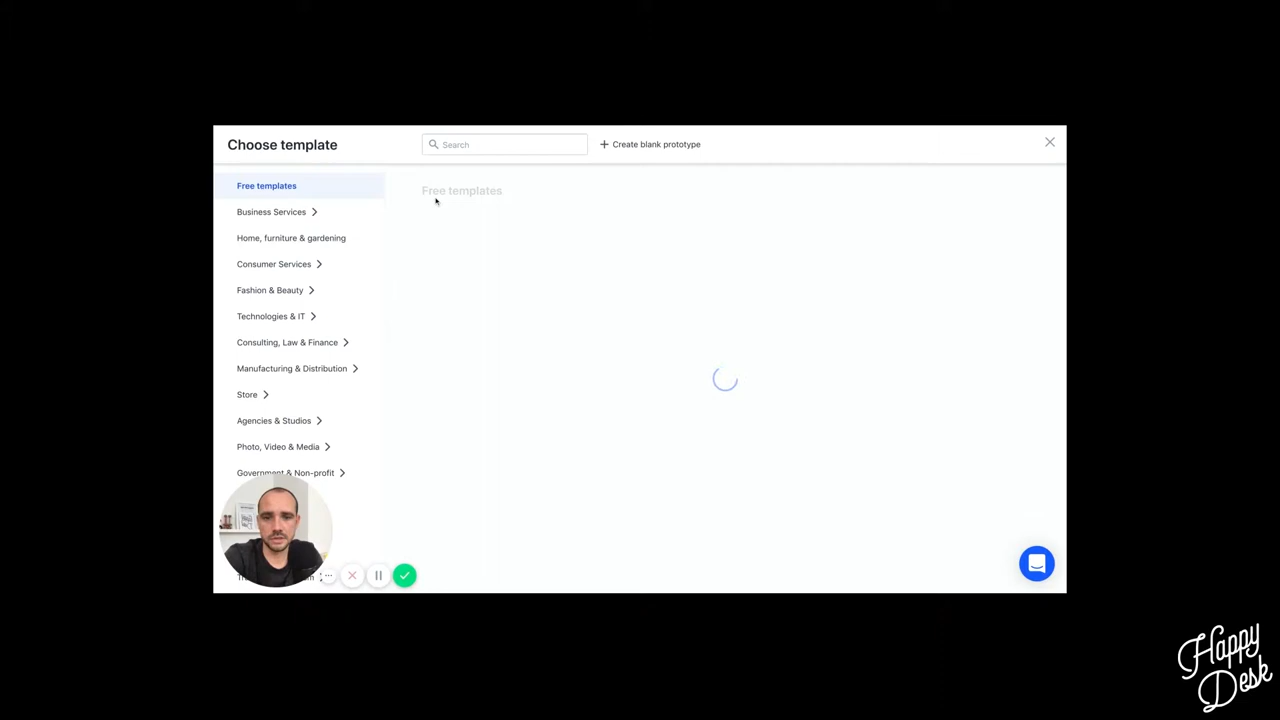 Choose template
Search
Create blank prototype
Free templates
Free templates
Business Services
Home, furniture & gardening
Consumer Services
Fashion & Beauty
Technologies & IT
Consulting, Law & Finance
Manufacturing & Distribution
Store
Agencies & Studios
Photo, Video & Media
Government & Non-profit
Happy
Desk